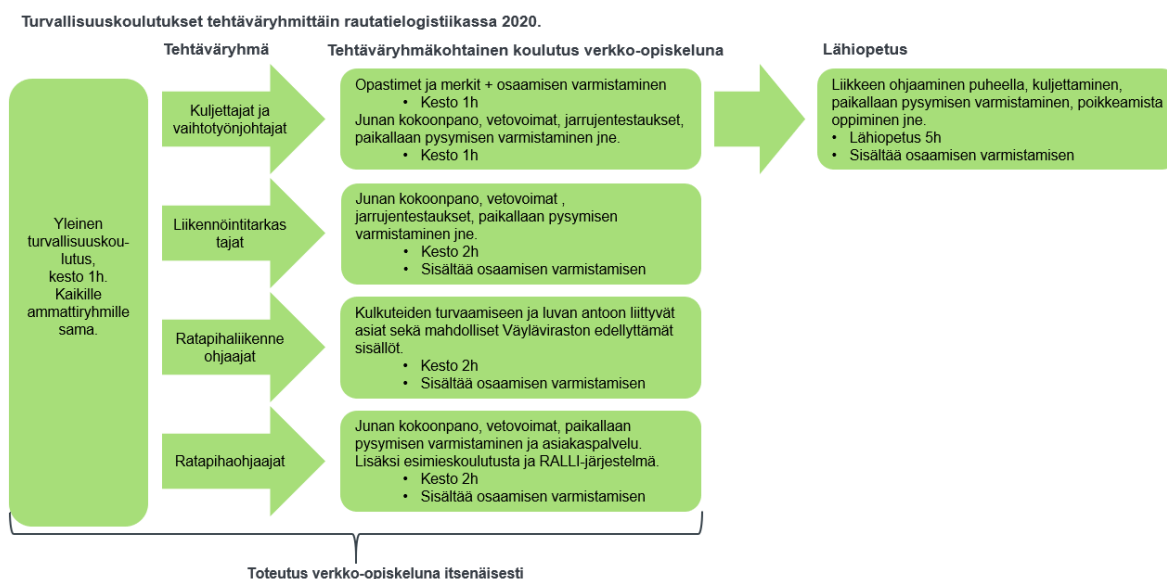 Turvallisuuskoulutukset tehtäväryhmittäin rautatielogistiikassa 2020.
Tehtäväryhmä
Tehtäväryhmäkohtainen koulutus verkko-opiskeluna
Lähiopetus
Yleinen
turvallisuuskou-
lutus,
kesto 1h.
Kaikille
ammattiryhmille
sama.
Kuljettajat ja
vaihtotyönjohtajat
Opastimet ja merkit + osaamisen varmistaminen
• Kesto 1h
Junan kokoonpano, vetovoimat, jarrujentestaukset,
paikallaan pysymisen varmistaminen jne.
• Kesto 1h
Liikkeen ohjaaminen puheella, kuljettaminen,
paikallaan pysymisen varmistaminen, poikkeamista
oppiminen jne.
• Lähiopetus 5h
• Sisältää osaamisen varmistamisen
Liikennöintitarkas
tajat
Junan kokoonpano, vetovoimat ,
jarrujentestaukset, paikallaan pysymisen
varmistaminen jne.
• Kesto 2h
• Sisältää osaamisen varmistamisen
Ratapihaliikenne
ohjaajat
Kulkuteiden turvaamiseen ja luvan antoon liittyvät
asiat sekä mahdolliset Väyläviraston edellyttämät
sisällöt.
• Kesto 2h
• Sisältää osaamisen varmistamisen
Ratapihaohjaajat
Junan kokoonpano, vetovoimat, paikallaan
pysymisen varmistaminen ja asiakaspalvelu.
Lisäksi esimieskoulutusta ja RALLI-järjestelmä.
• Kesto 2h
• Sisältää osaamisen varmistamisen
Toteutus verkko-opiskeluna itsenäisesti